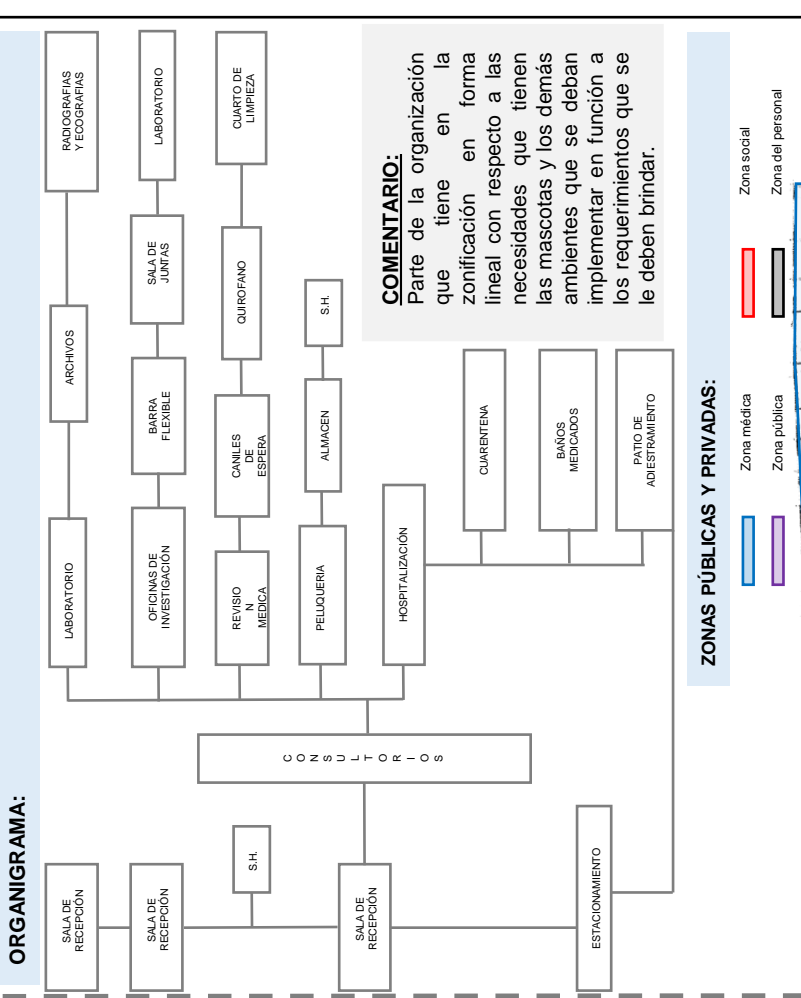 ORGANIGRAMA:
SALA DE
RECEPCIÓN
SALA DE
RECEPCIÓN
S.H.
SALA DE
RECEPCIÓN
ESTACIONAMIENTO
CONSULTORIOS
LABORATORIO
ARCHIVOS
RADIOGRAFIAS
Y ECOGRAFIAS
OFICINAS DE
INVESTIGACIÓN
BARRA
FLEXIBLE
SALA DE
JUNTAS
LABORATORIO
REVISIO
N
MEDICA
CANILES
DE
ESPERA
QUIROFANO
CUARTO DE
LIMPIEZA
PELUQUERIA
ALMACEN
S.H.
HOSPITALIZACIÓN
CUARENTENA
BAÑOS
MEDICADOS
PATIO DE
ADIESTRAMIENTO
COMENTARIO:
Parte de la organización
que tiene en la
zonificación en forma
lineal con respecto a las
necesidades que tienen
las mascotas y los demás
ambientes que se deban
implementar en función a
los requerimientos que se
le deben brindar.
ZONAS PÚBLICAS Y PRIVADAS:
Zona médica
Zona social
Zona pública
Zona del personal